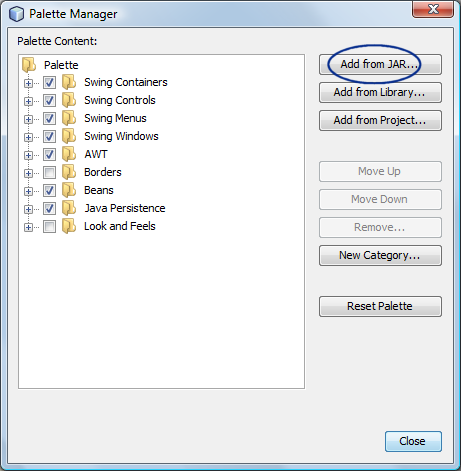 Palette Manager
Palette Content:
Palette
Swing Containers
Swing Controls
Swing Menus
Swing Windows
AWT
Borders
Beans
Java Persistence
Look and Feels
Add from JAR...
Add from Library...
Add from Project...
Move Up
Move Down
Remove...
New Category...
Reset Palette
Close